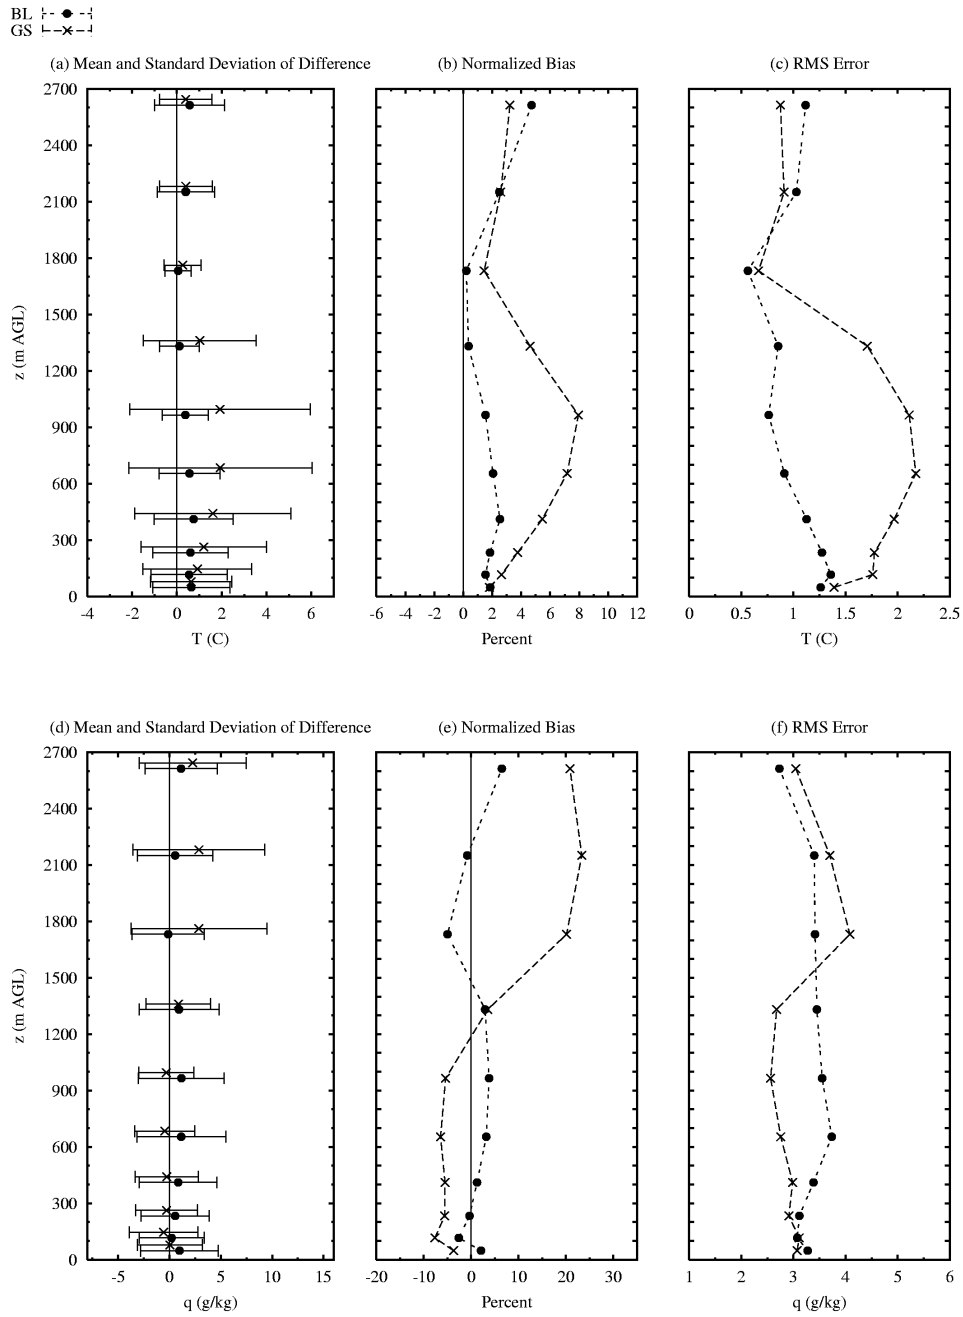 BL
GS
(a) Mean and Standard Deviation of Difference (b) Normalized Bias (c) RMS Error
2700
2400
2100
1800
1500
1200
900
600
300
0
z (m AGL)
-4 -2 0 2 4 6
T (C)
-6 -4 -2 0 2 4 6 8 10 12
Percent
0 0.5 1 1.5 2 2.5
T (C)
(d) Mean and Standard Deviation of Difference (e) Normalized Bias (f) RMS Error
2700
2400
2100
1800
1500
1200
900
600
300
0
z (m AGL)
-5 0 5 10 15
q (g/kg)
-20 -10 0 10 20 30
Percent
1 2 3 4 5 6
q (g/kg)